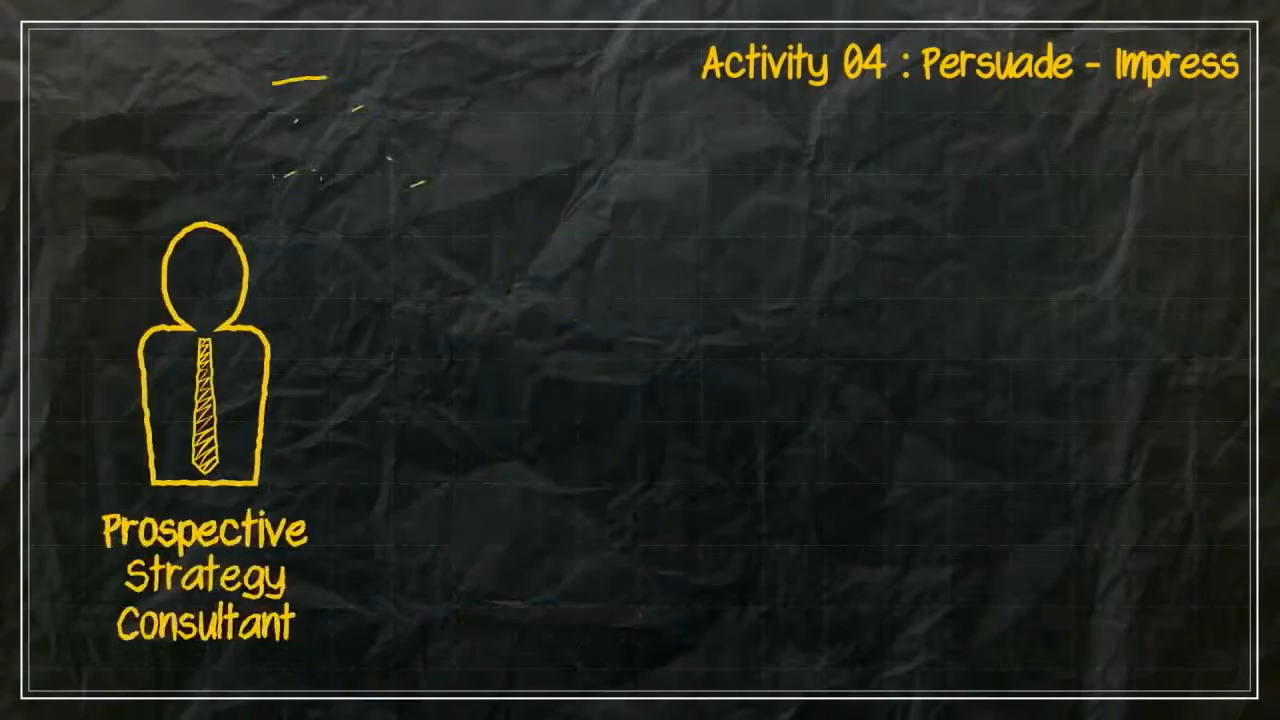 Activity 04 : Persuade - Impress
Prospective
Strategy
Consultant